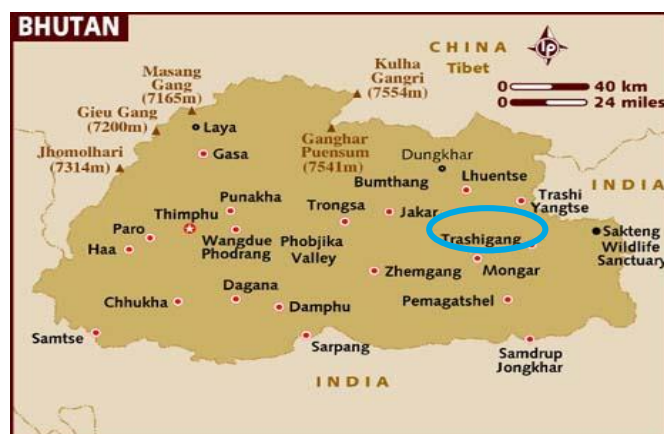 BHUTAN
CHINA
Tibet
lp
0 40 km
0 24 miles
Kulha
Gangri
(7554m)
Masang
Gang
(7165m)
Gieu Gang
(7200m)
Jhomolhari
(7314m)
Laya
Gasa
Ganghar
Puensum
(7541m)
Dungkhar
Bumthang
Lhuentse
INDIA
Trashi
Yangtse
Punakha
Thimphu
Trongsa
Jakar
Paro
Haa
Wangdue
Phodrang
Phobjika
Valley
Trashigang
Sakteng
Wildlife
Sanctuary
Zhemgang
Mongar
Chhukha
Dagana
Damphu
Pemagatshel
Samtse
Sarpang
Samdrup
Jongkhar
INDIA